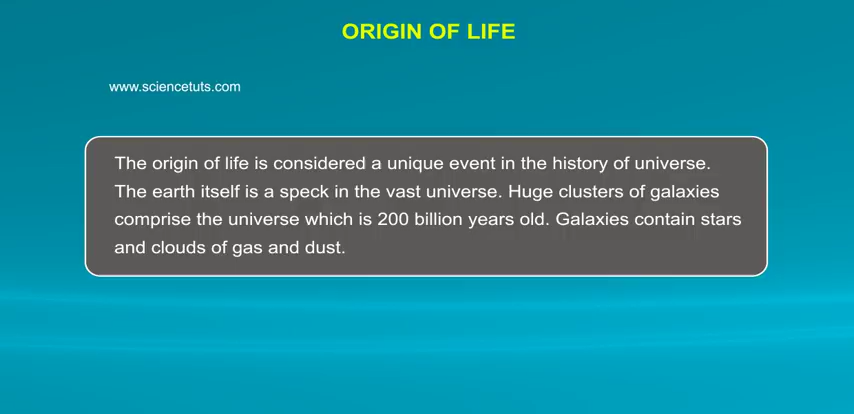 ORIGIN OF LIFE
www.sciencetuts.com
The origin of life is considered a unique event in the history of universe.
The earth itself is a speck in the vast universe. Huge clusters of galaxies
comprise the universe which is 200 billion years old. Galaxies contain stars
and clouds of gas and dust.